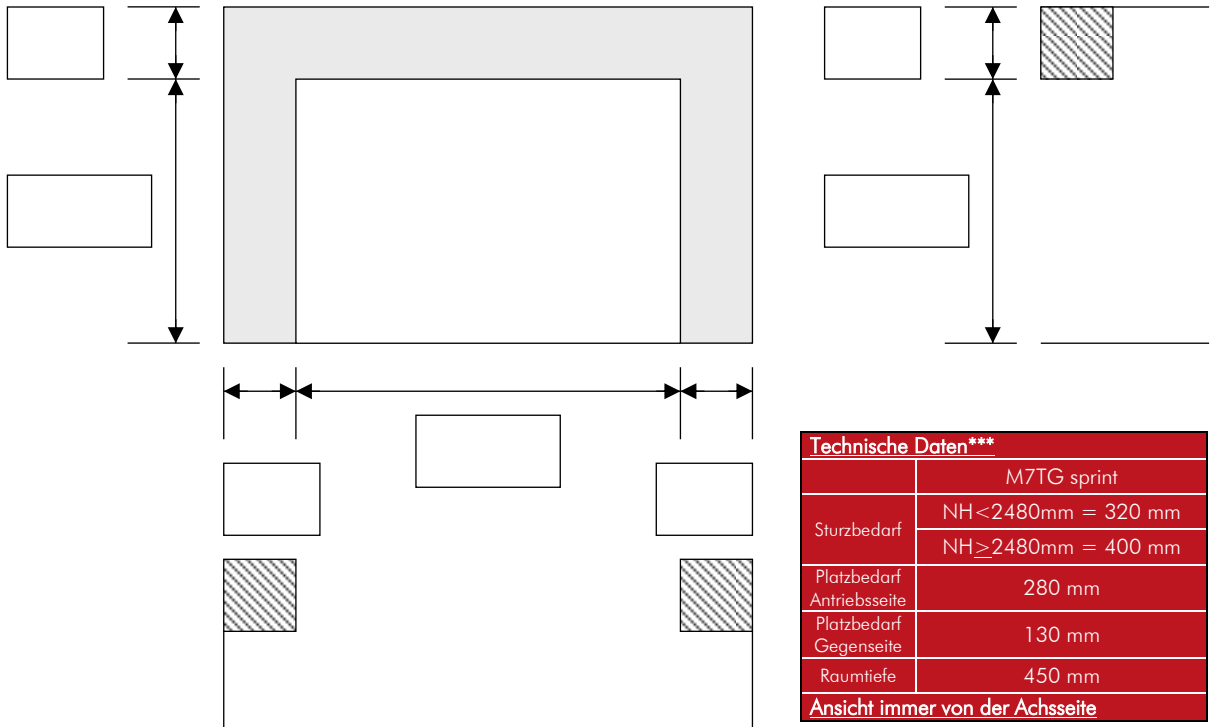 Technische Daten***
M7TG sprint
Sturzbedarf
NH<2480mm = 320 mm
NH≥2480mm = 400 mm
Platzbedarf
Antriebsseite
280 mm
Platzbedarf
Gegenseite
130 mm
Raumtiefe
450 mm
Ansicht immer von der Achsseite